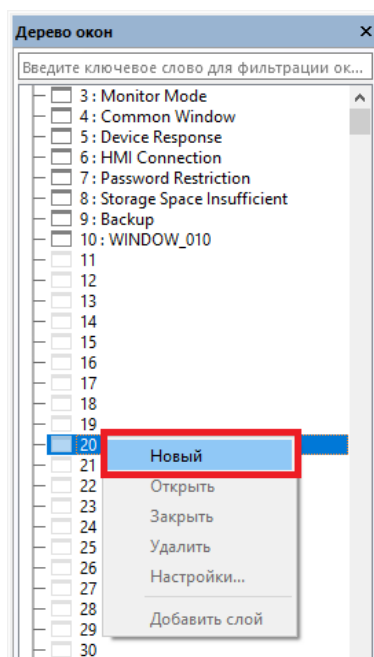 Дерево окон
Введите ключевое слово для фильтрации ок...
3 : Monitor Mode
4 : Common Window
5 : Device Response
6 : HMI Connection
7 : Password Restriction
8 : Storage Space Insufficient
9 : Backup
10 : WINDOW_010
11
12
13
14
15
16
17
18
19
20
Новый
21
22
Открыть
23
24
Закрыть
25
Удалить
26
27
Настройки...
28
29
Добавить слой
30